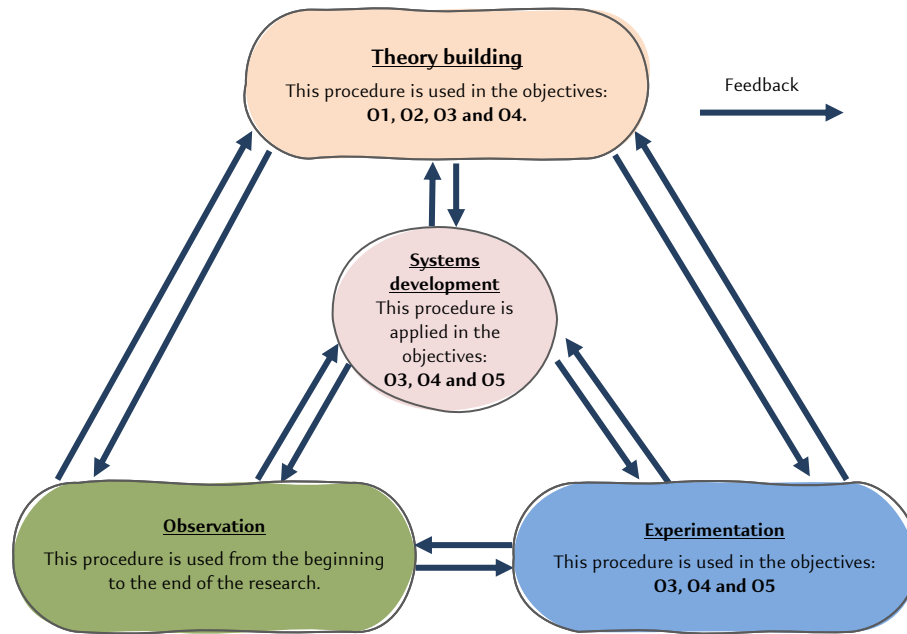 Theory building
This procedure is used in the objectives:
O1, O2, O3 and O4.
Feedback
Systems
development
This procedure is
applied in the
objectives:
O3, O4 and O5
Observation
This procedure is used from the beginning
to the end of the research.
Experimentation
This procedure is used in the objectives:
O3, O4 and O5